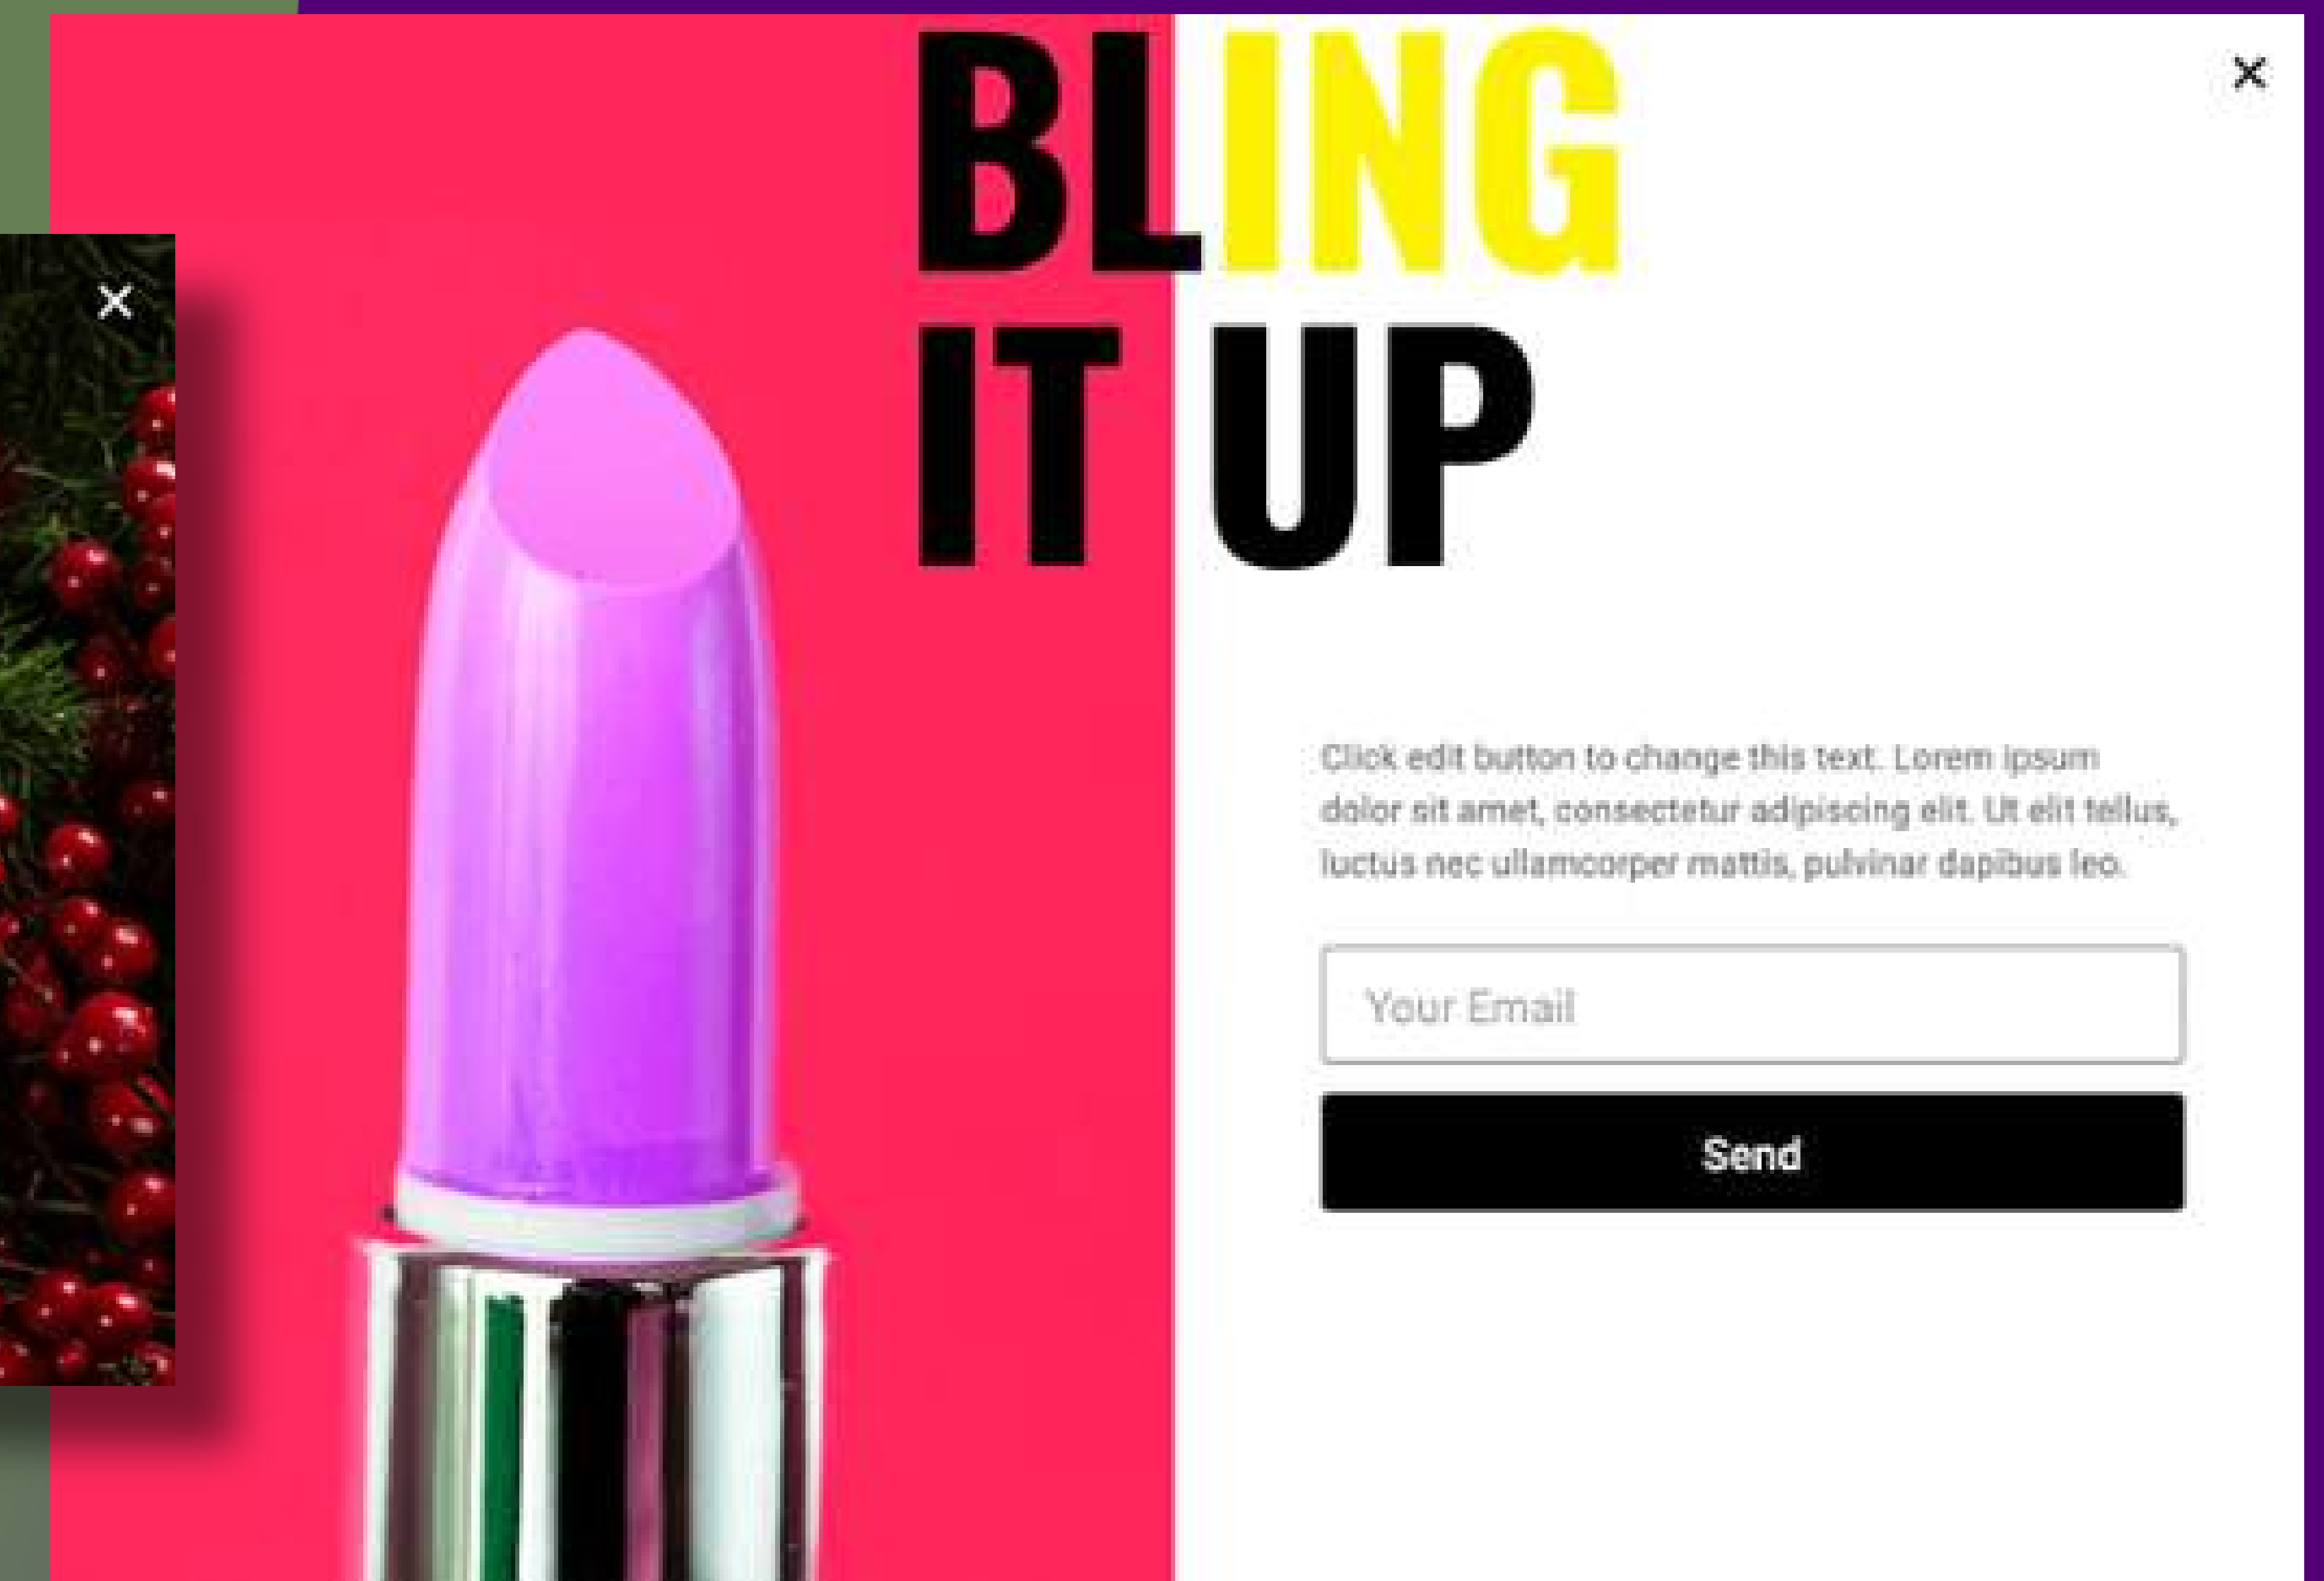 BLING
IT UP
Click edit button to change this text. Lorem ipsum
dolor sit amet, consectetur adipiscing elit. Ut elit tellus,
luctus nec ullamcorper mattis, pulvinar dapibus leo.
Your Email
Send